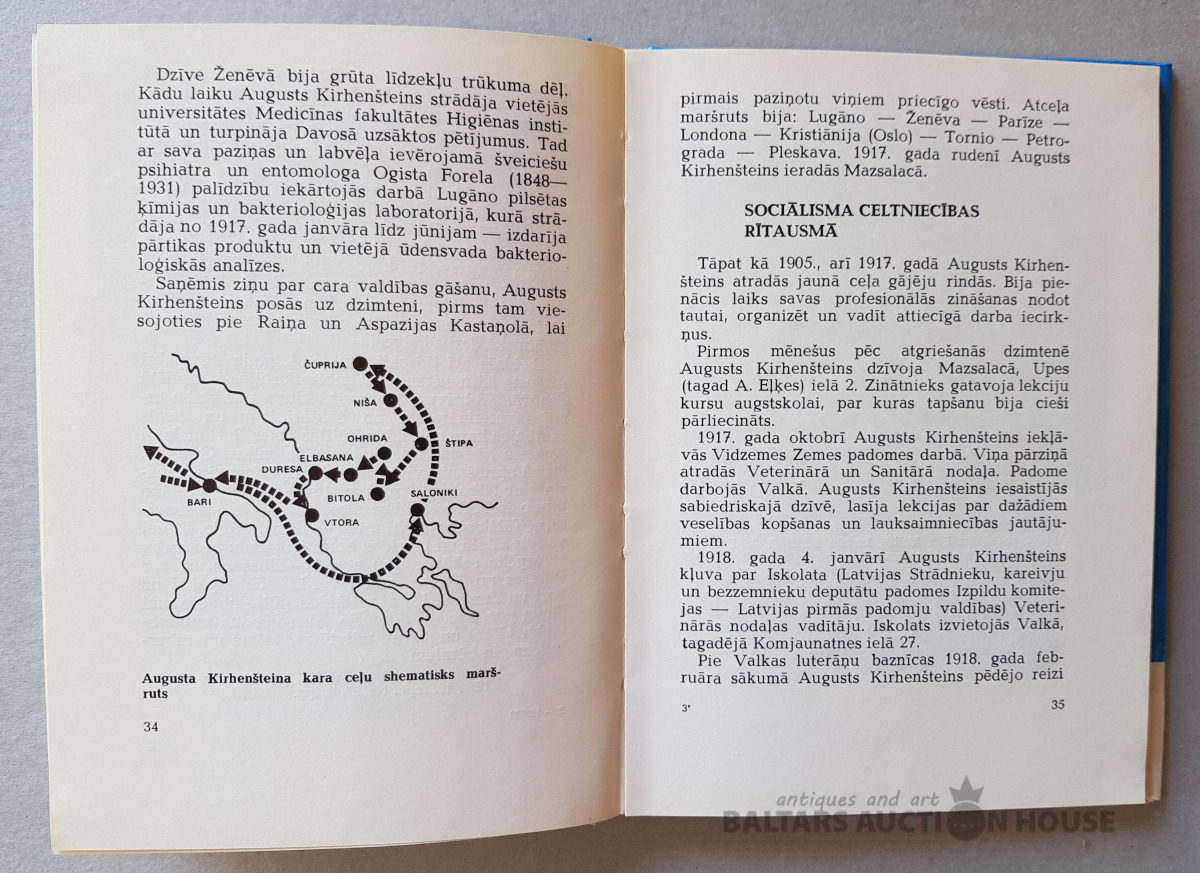 Dzīve Ženēvā bija grūta līdzekļu trūkuma dēļ.
Kādu laiku Augusts Kirhenšteins strādāja vietējās
universitātes Medicīnas fakultātes Higiēnas insti-
tūtā un turpināja Davosā uzsāktos pētījumus. Tad
ar sava paziņas un labvēļa ievērojamā šveiciešu
psihiatra un entomologa Ogista Forela (1848—
1931) palīdzību iekārtojās darbā Lugāno pilsētas
ķīmijas un bakterioloģijas laboratorijā, kurā strā-
dāja no 1917. gada janvāra līdz jūnijam — izdarīja
pārtikas produktu un vietējā ūdensvada bakterio-
loģiskās analīzes.
Saņēmis ziņu par cara valdības gāšanu, Augusts
Kirhenšteins posās uz dzimteni, pirms tam vie-
sojoties pie Raiņa un Aspazijas Kastaņolā, lai
ČUPRIJA
NIŠA
OHRIDA
ŠTIPA
ELBASANA
DURESA
BITOLA
SALONIKI
BARI
VTORA
Augusta Kirhenšteina kara ceļu shematisks marš-
ruts
34
pirmais paziņotu viņiem priecīgo vēsti. Atceļa
maršruts bija: Lugāno — Ženēva — Parīze —
Londona — Kristiānija (Oslo) — Tornio — Petro-
grada — Pleskava. 1917. gada rudenī Augusts
Kirhenšteins ieradās Mazsalacā.
SOCIĀLISMA CELTNIECĪBAS
RĪTAUSMĀ
Tāpat kā 1905., arī 1917. gadā Augusts Kirhen-
šteins atradās jaunā ceļa gājēju rindās. Bija pie-
nācis laiks savas profesionālās zināšanas nodot
tautai, organizēt un vadīt attiecīgā darba iecirk-
ņus.
Pirmos mēnešus pēc atgriešanās dzimtenē
Augusts Kirhenšteins dzīvoja Mazsalacā, Upes
(tagad A. Eļķes) ielā 2. Zinātnieks gatavoja lekciju
kursu augstskolai, par kuras tapšanu bija cieši
pārliecināts.
1917. gada oktobrī Augusts Kirhenšteins iekļā-
vās Vidzemes Zemes padomes darbā. Viņa pārziņā
atradās Veterinārā un Sanitārā nodaļa. Padome
darbojās Valkā. Augusts Kirhenšteins iesaistījās
sabiedriskajā dzīvē, lasīja lekcijas par dažādiem
veselības kopšanas un lauksaimniecības jautāju-
miem.
1918. gada 4. janvārī Augusts Kirhenšteins
kļuva par Iskolata (Latvijas Strādnieku, kareivju
un bezzemnieku deputātu padomes Izpildu komite-
jas — Latvijas pirmās padomju valdības) Veteri-
nārās nodaļas vadītāju. Iskolats izvietojās Valkā,
tagadējā Komjaunatnes ielā 27.
Pie Valkas luterāņu baznīcas 1918. gada feb-
ruāra sākumā Augusts Kirhenšteins pēdējo reizi
3*
35
antiques and art
BALTARS AUCTION HOUSE